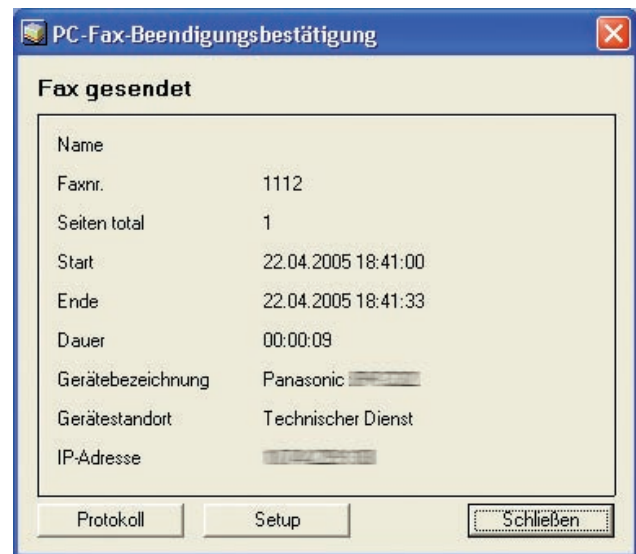 PC-Fax-Beendigungsbestätigung
Fax gesendet
Name
Faxnr. 1112
Seiten total 1
Start 22.04.2005 18:41:00
Ende 22.04.2005 18:41:33
Dauer 00:00:09
Gerätebezeichnung Panasonic
Gerätestandort Technischer Dienst
IP-Adresse
Protokoll Setup Schließen